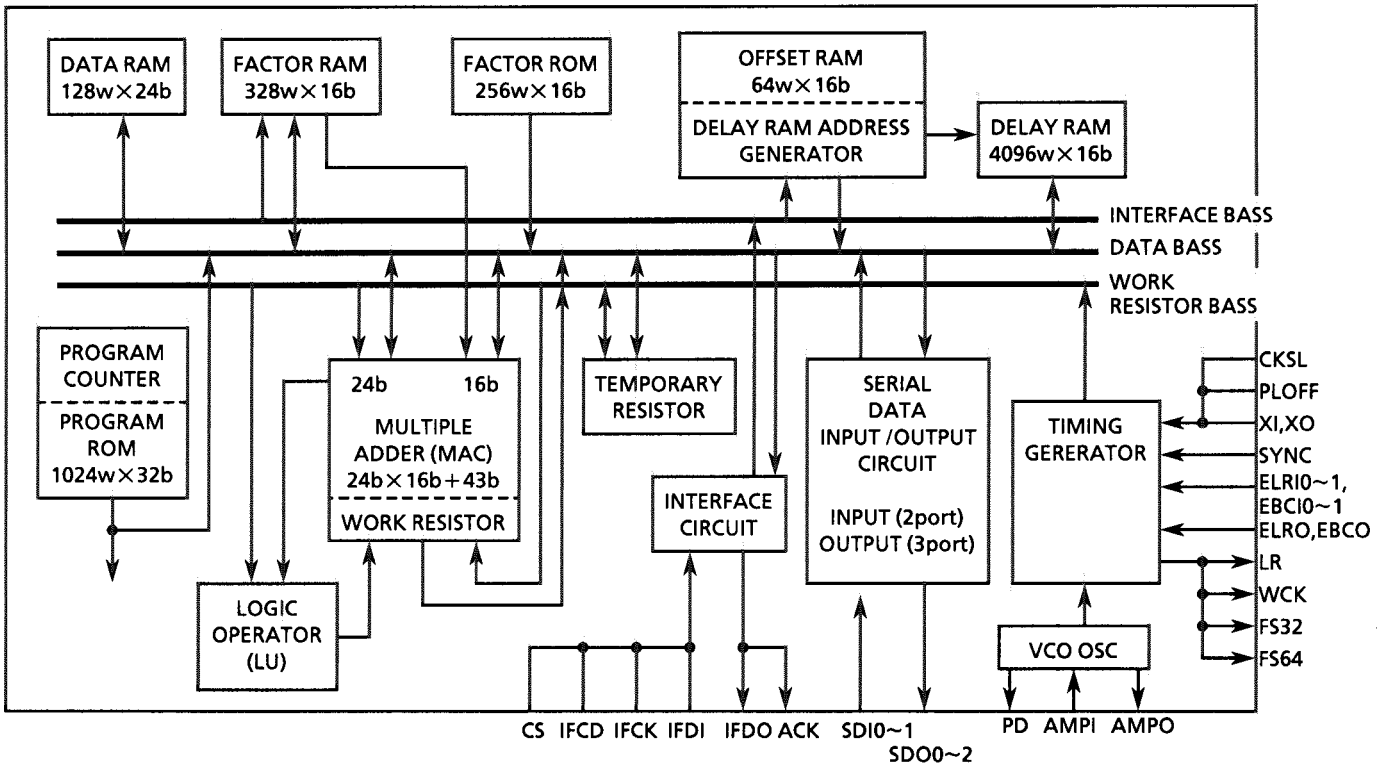 DATA RAM
128w×24b
FACTOR RAM
328w×16b
FACTOR ROM
256w×16b
OFFSET RAM
64w×16b
DELAY RAM ADDRESS
GENERATOR
DELAY RAM
4096w×16b
INTERFACE BASS
DATA BASS
WORK
RESISTOR BASS
PROGRAM
COUNTER
PROGRAM
ROM
1024w×32b
24b 16b
MULTIPLE
ADDER (MAC)
24b×16b+43b
WORK RESISTOR
LOGIC
OPERATOR
(LU)
TEMPORARY
RESISTOR
INTERFACE
CIRCUIT
SERIAL
DATA
INPUT /OUTPUT
CIRCUIT
INPUT (2port)
OUTPUT (3port)
TIMING
GERERATOR
VCO OSC
CKSL
PLOFF
XI,XO
SYNC
ELRI0~1,
EBCI0~1
ELRO,EBCO
LR
WCK
FS32
FS64
CS IFCD IFCK IFDI IFDO ACK SDI0~1
SDO0~2
PD AMPI AMPO